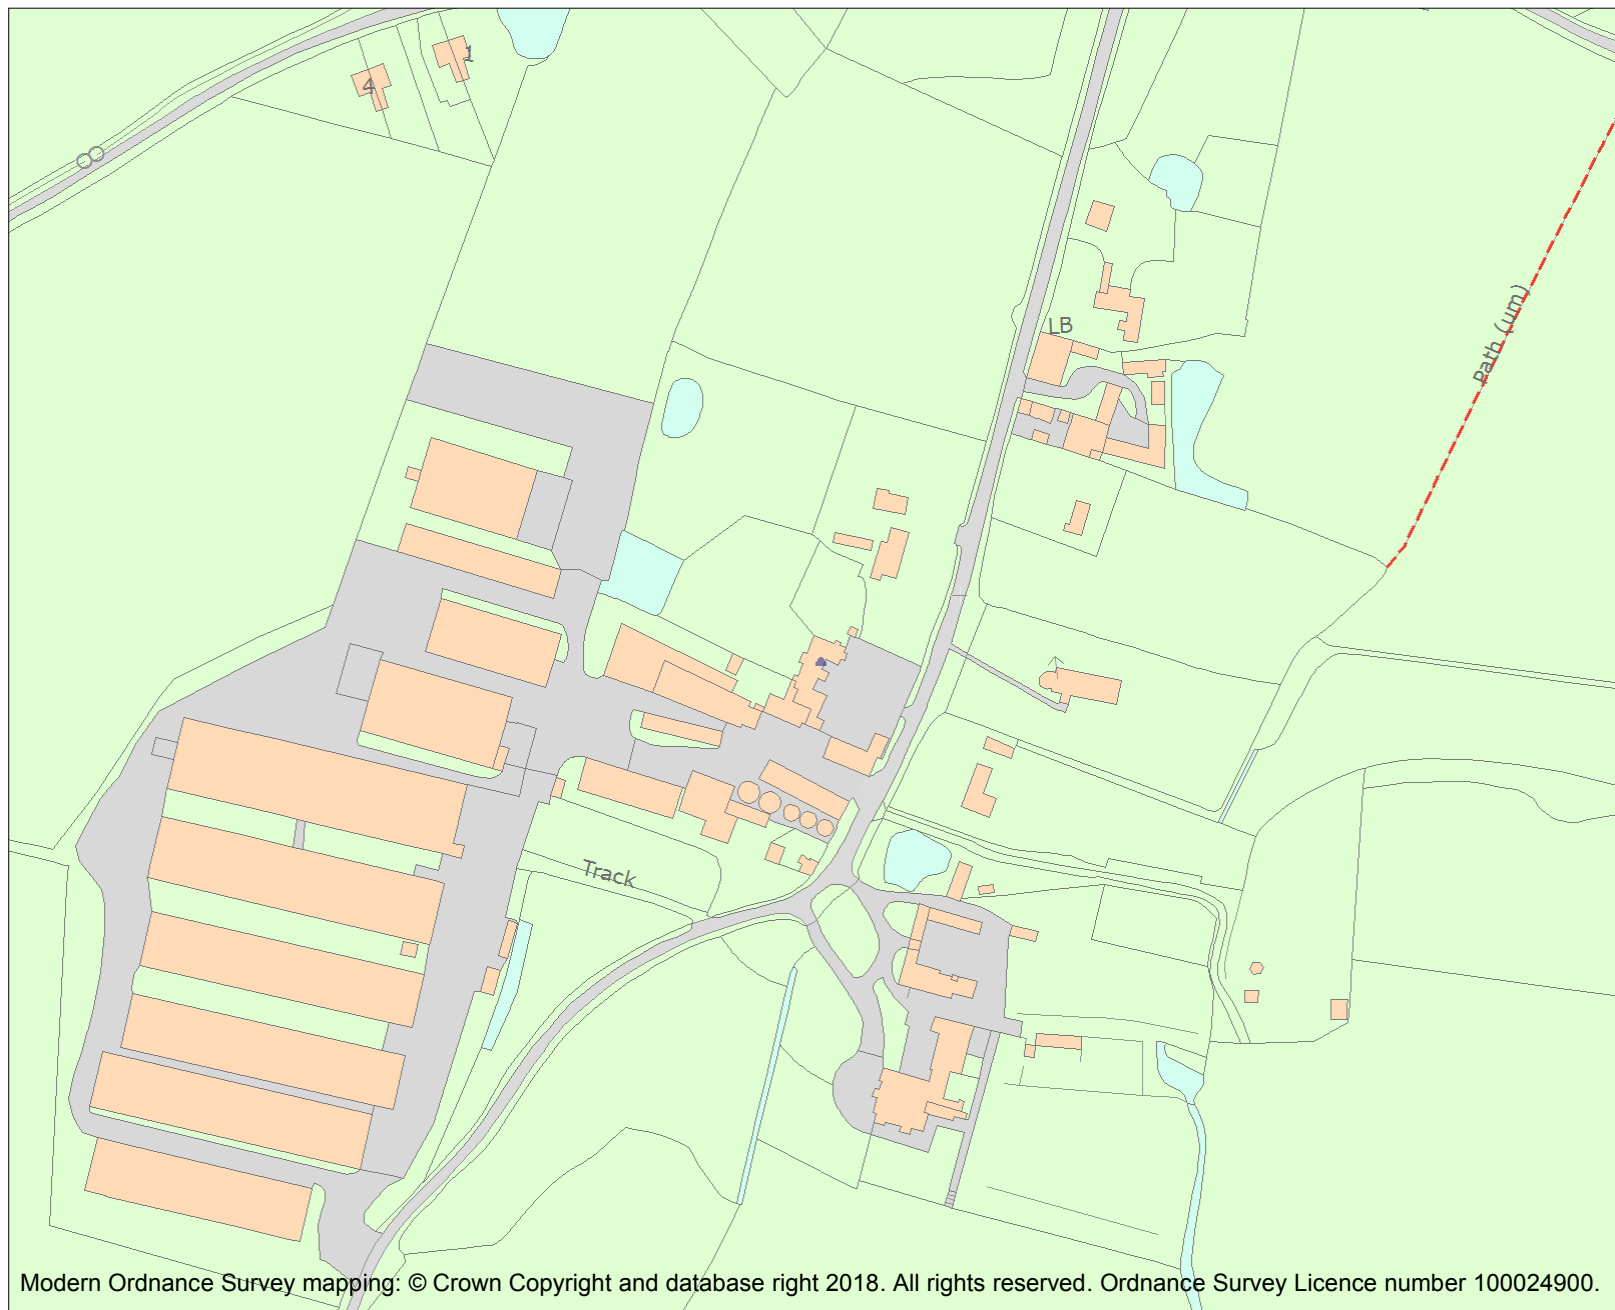 1
4
Path (um)
LB
Track
Modern Ordnance Survey mapping: © Crown Copyright and database right 2018. All rights reserved. Ordnance Survey Licence number 100024900.